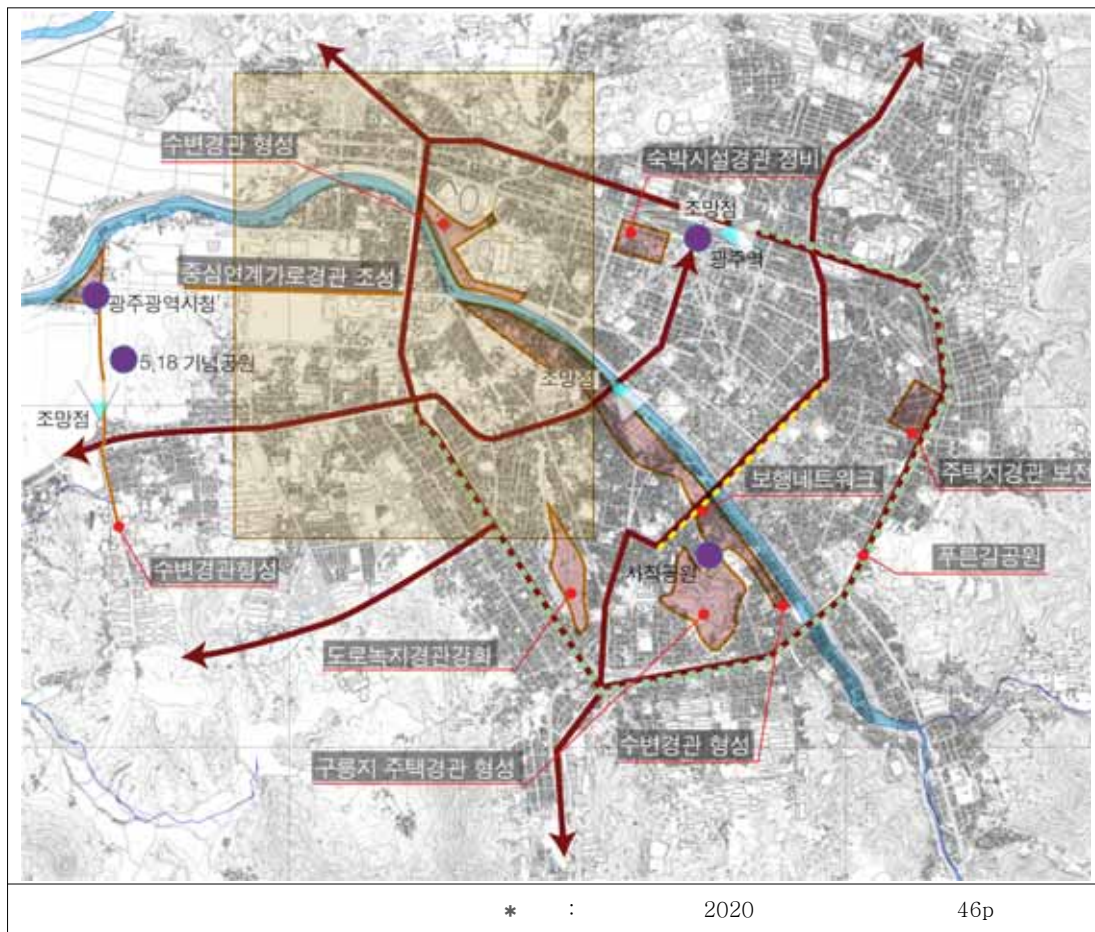 수변경관 형성
숙박시설경관 정비
조망점
광주역
중심연계가로경관 조성
광주광역시청
5.18 기념공원
조망점
조망점
보행네트워크
주택지경관 보전
수변경관형성
사직공원
푸른길공원
도로녹지경관강화
구릉지 주택경관 형성
수변경관 형성
* : 2020 46p